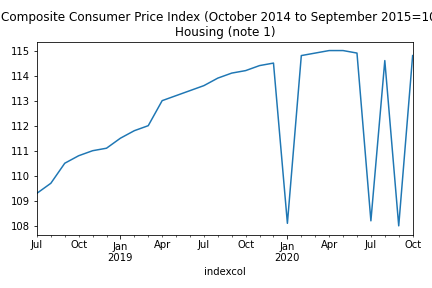 Composite Consumer Price Index (October 2014 to September 2015=10
Housing (note 1)
115
114
113
112
111
110
109
108
Jul Oct Jan Apr Jul Oct Jan Apr Jul Oct
2019 2020
indexcol